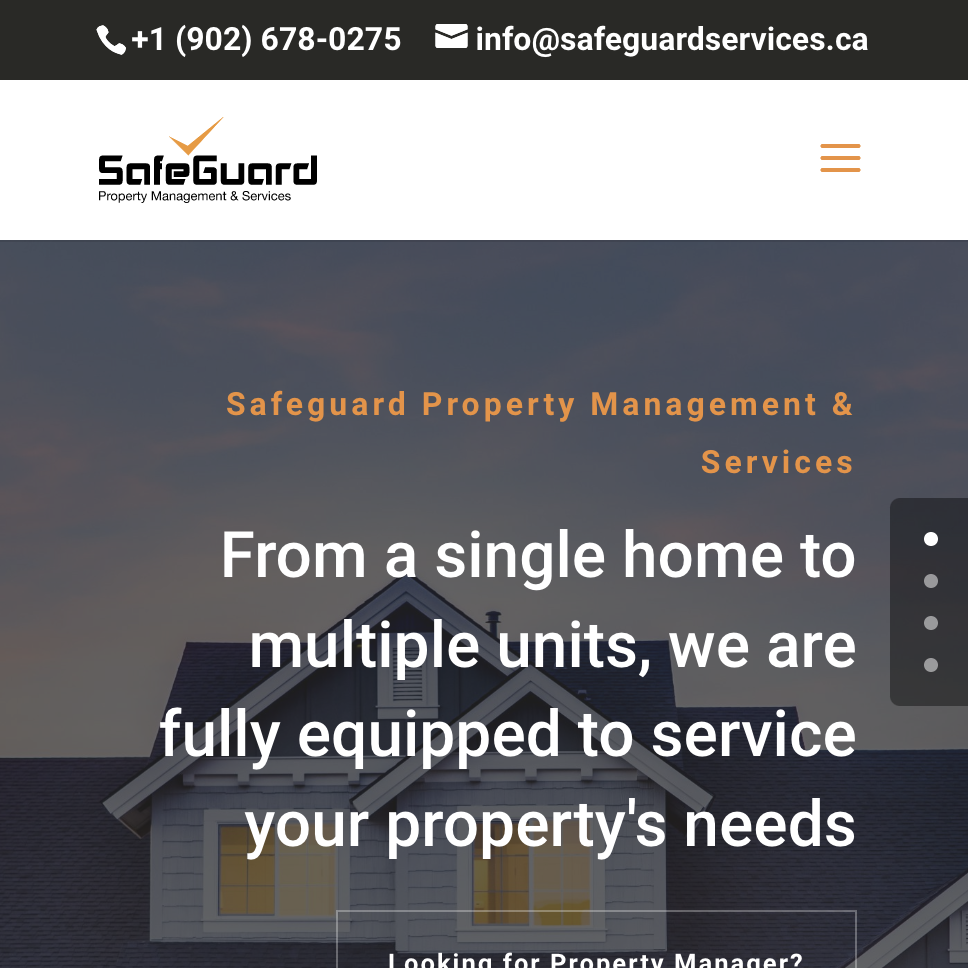 +1 (902) 678-0275 info@safeguardservices.ca
SafeGuard
Property Management & Services
Safeguard Property Management &
Services
From a single home to
multiple units, we are
fully equipped to service
your property's needs
Looking for Property Manager?